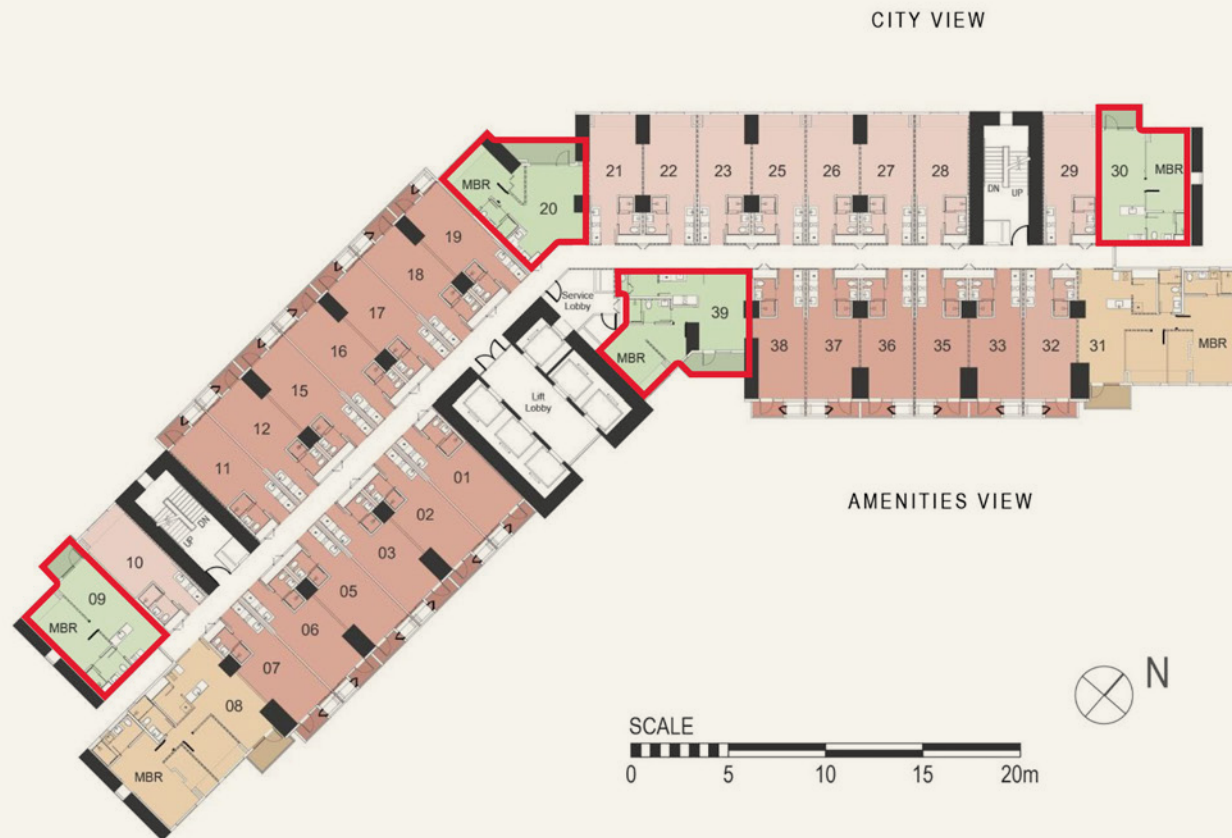 CITY VIEW
21
22
23
25
26
27
28
DN
UP
29
30
MBR
MBR
20
19
18
17
16
15
12
11
Service
Lobby
39
MBR
38
37
36
35
33
32
31
MBR
Lift
Lobby
01
02
03
05
06
07
08
MBR
DN
UP
10
09
MBR
AMENITIES VIEW
N
SCALE
0 5 10 15 20m